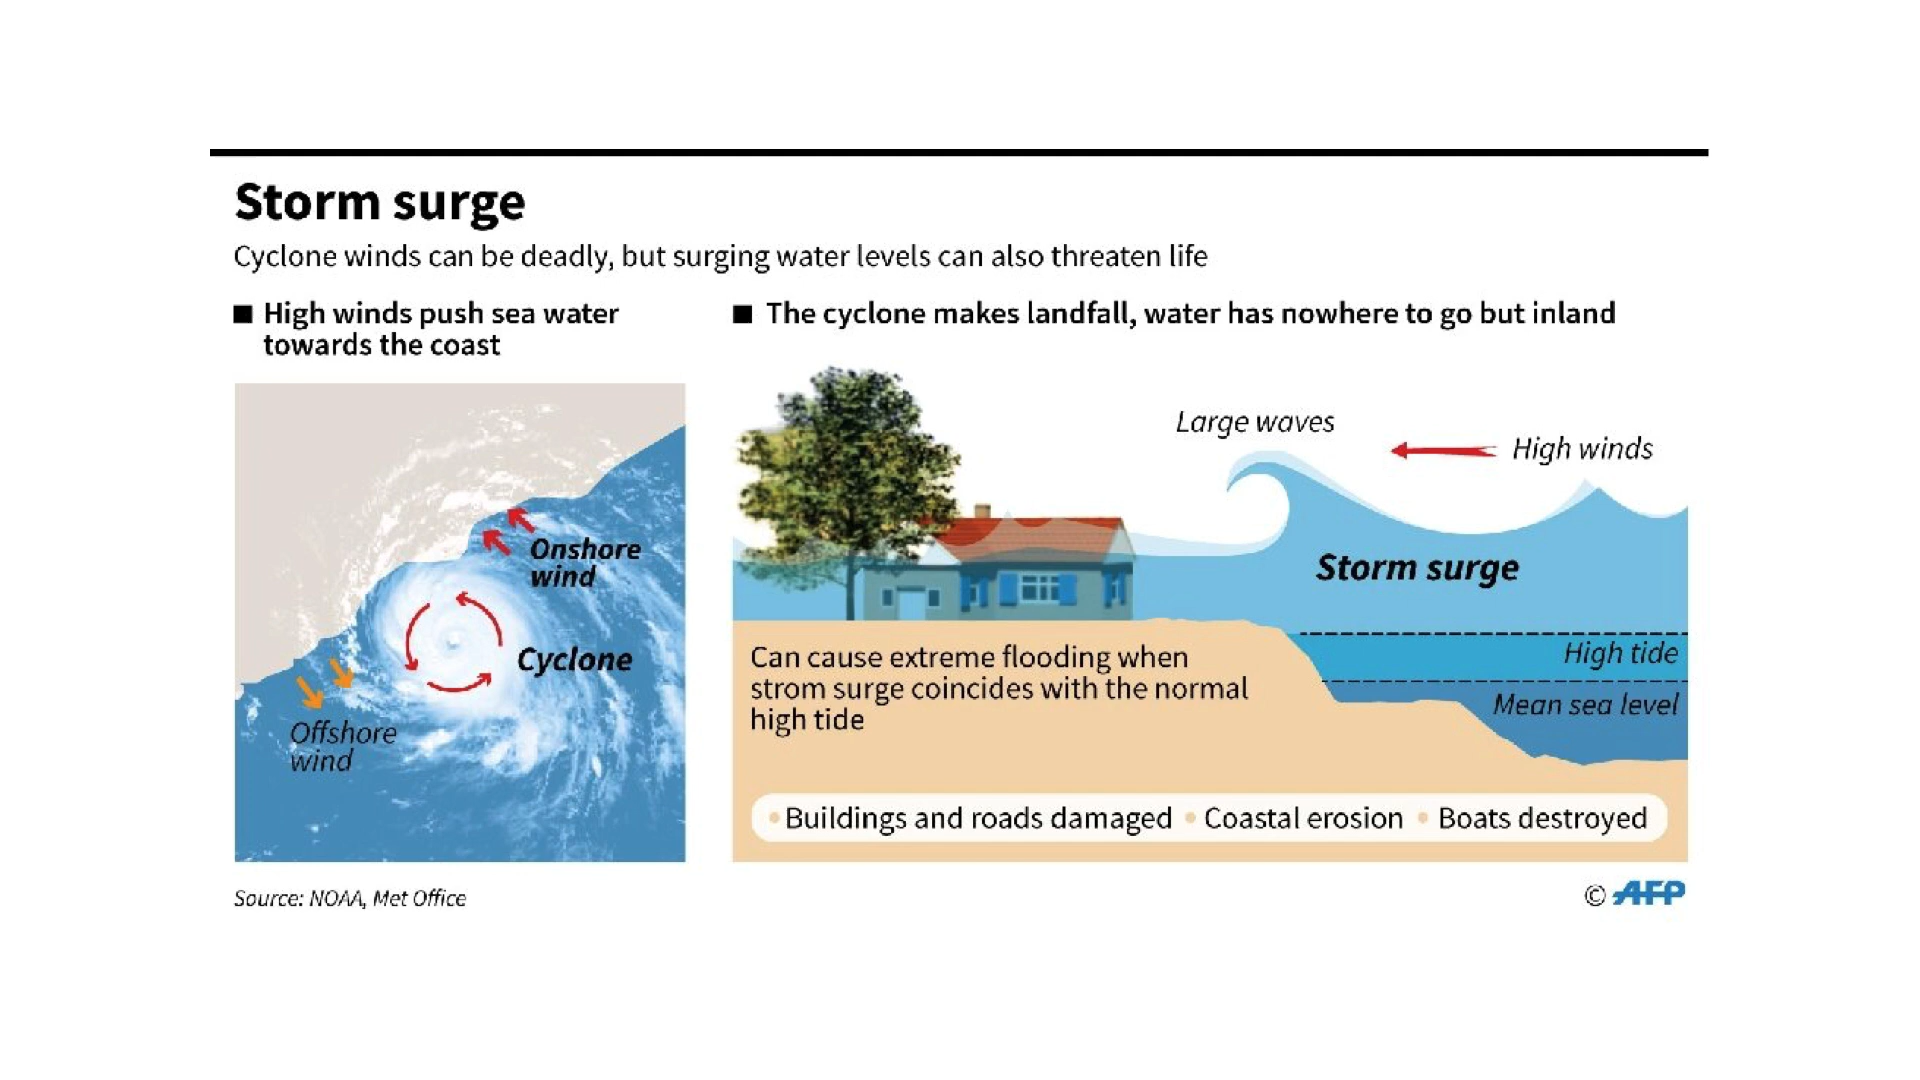 Storm surge
Cyclone winds can be deadly, but surging water levels can also threaten life
High winds push sea water
towards the coast
Onshore
wind
Cyclone
Offshore
wind
The cyclone makes landfall, water has nowhere to go but inland
Large waves
High winds
Storm surge
High tide
Mean sea level
Can cause extreme flooding when
strom surge coincides with the normal
high tide
• Buildings and roads damaged • Coastal erosion • Boats destroyed
Source: NOAA, Met Office
© AFP